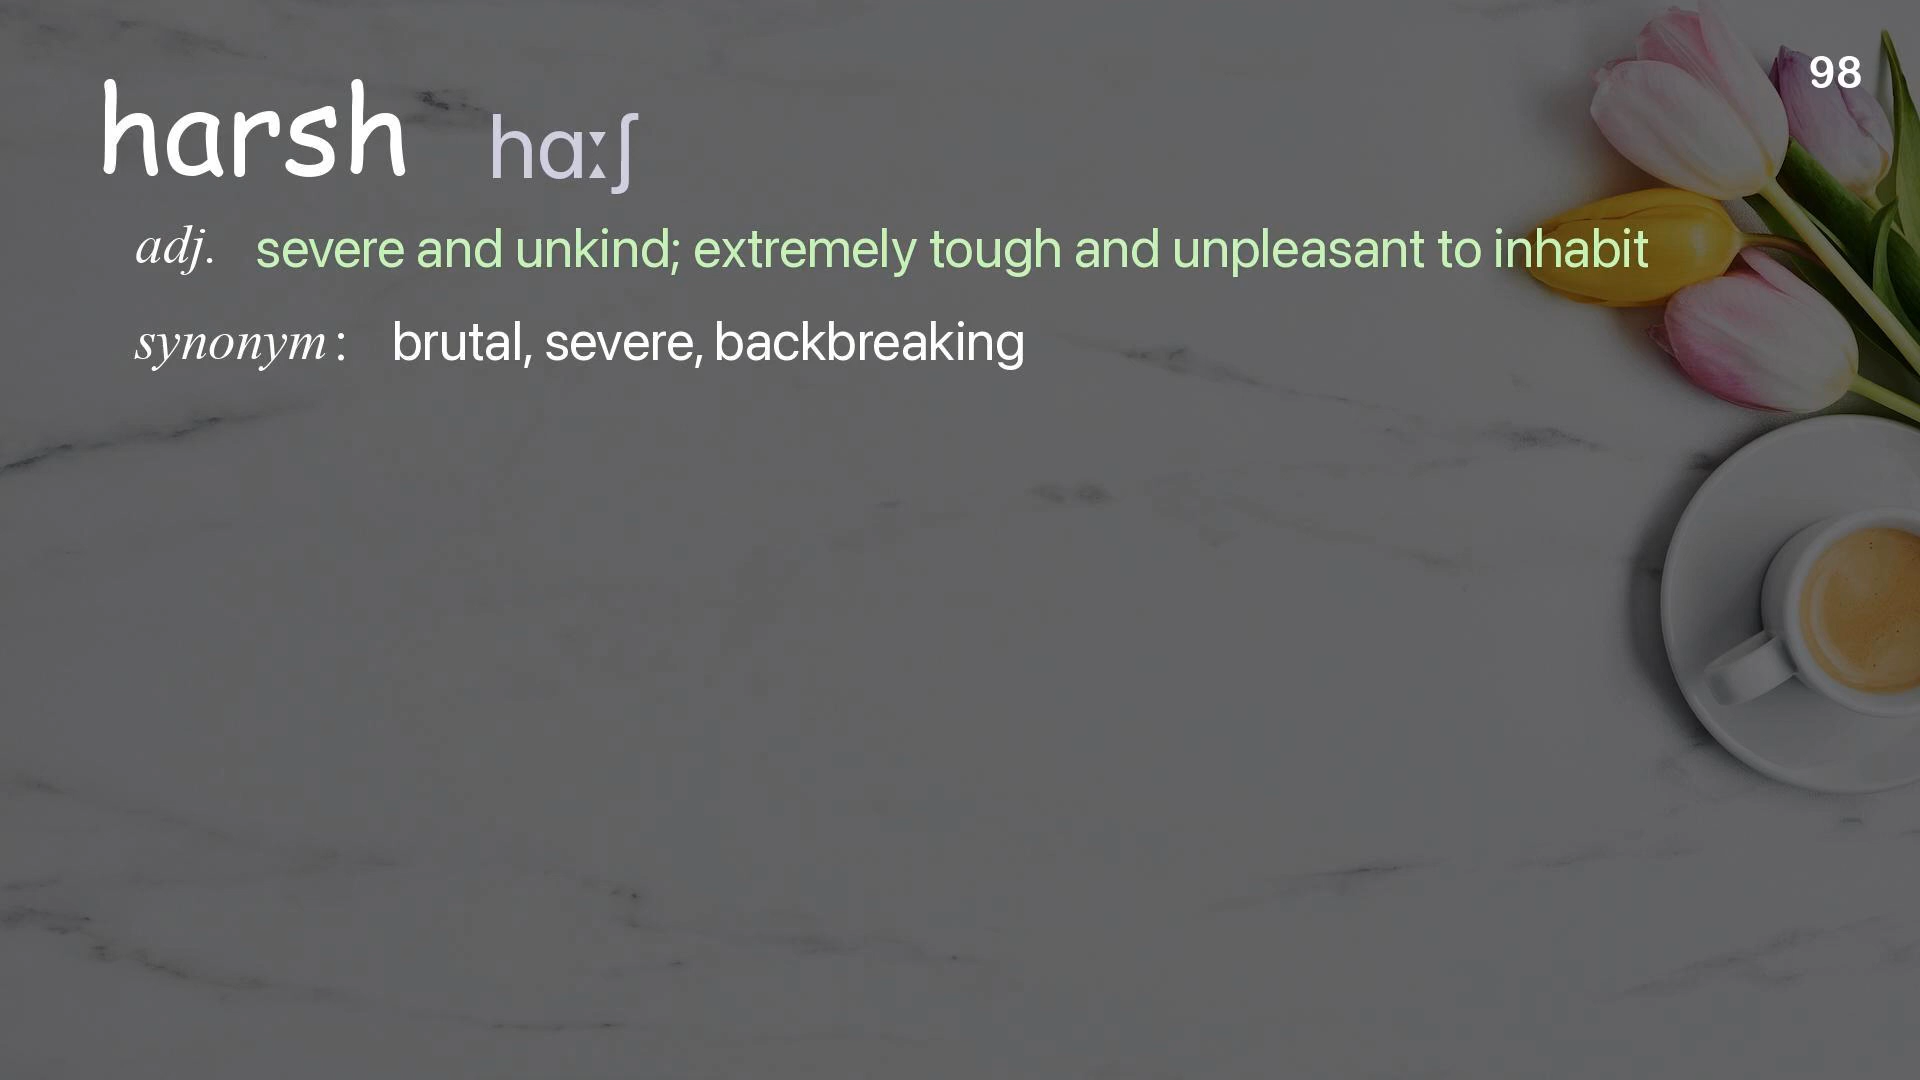 98
harsh hɑːʃ
adj. severe and unkind; extremely tough and unpleasant to inhabit
synonym: brutal, severe, backbreaking